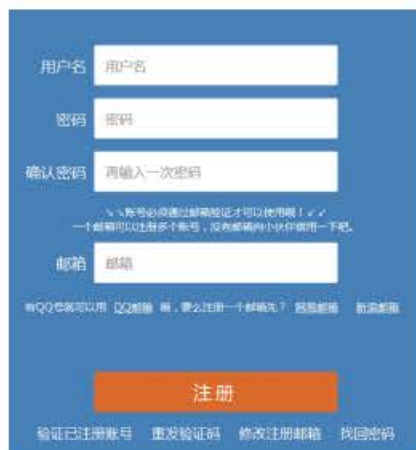 用户名 用户名
密码 密码
确认密码 再输入一次密码
↘↘账号必须通过邮箱验证才可以使用哦！↙↙
一个邮箱可以注册多个账号，没有邮箱向小伙伴借用一下吧。
邮箱 邮箱
有QQ号就可以用 QQ邮箱 哦，要么注册一个邮箱先？ 网易邮箱 新浪邮箱
注册
验证已注册账号 重发验证码 修改注册邮箱 找回密码